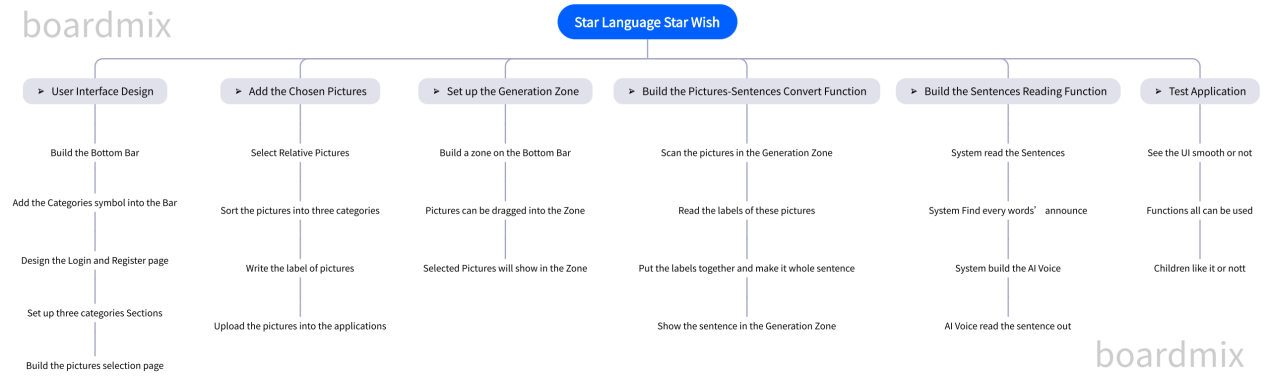 boardmix
Star Language Star Wish
➢ User Interface Design
Build the Bottom Bar
Add the Categories symbol into the Bar
Design the Login and Register page
Set up three categories Sections
Build the pictures selection page
➢ Add the Chosen Pictures
Select Relative Pictures
Sort the pictures into three categories
Write the label of pictures
Upload the pictures into the applications
➢ Set up the Generation Zone
Build a zone on the Bottom Bar
Pictures can be dragged into the Zone
Selected Pictures will show in the Zone
➢ Build the Pictures-Sentences Convert Function
Scan the pictures in the Generation Zone
Read the labels of these pictures
Put the labels together and make it whole sentence
Show the sentence in the Generation Zone
➢ Build the Sentences Reading Function
System read the Sentences
System Find every words’ announce
System build the AI Voice
AI Voice read the sentence out
➢ Test Application
See the UI smooth or not
Functions all can be used
Children like it or nott
boardmix